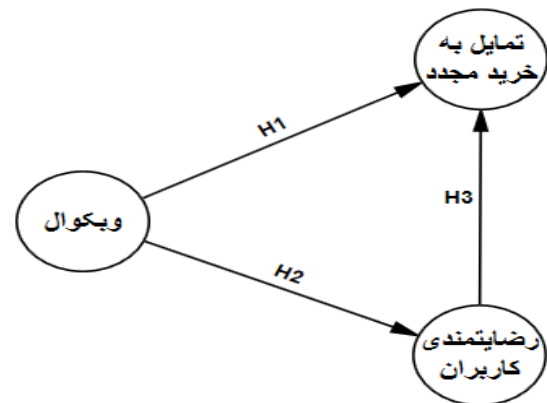 تمایل به
خرید مجدد
H1
وبکوال
H3
H2
رضایتمندی
کاربران